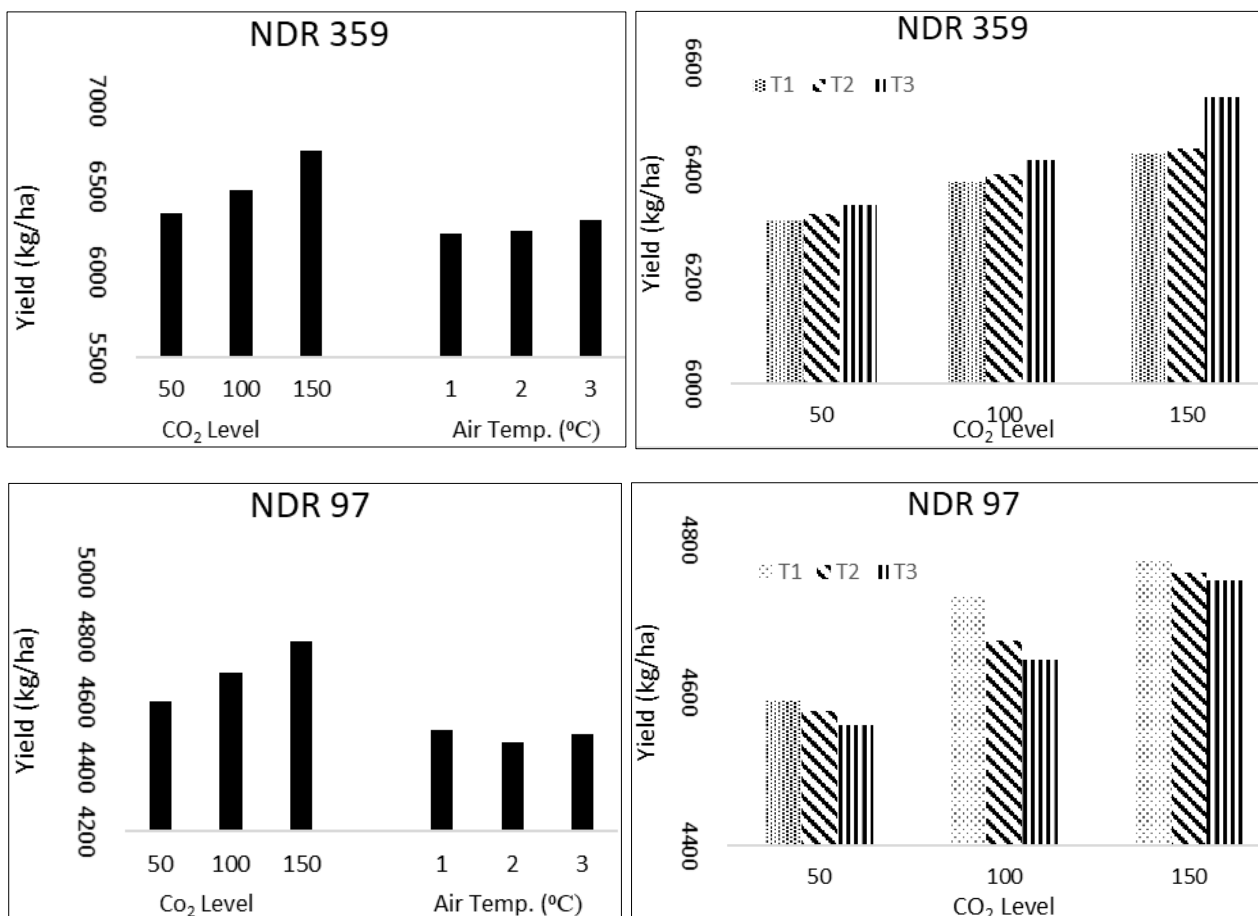 NDR 359
Yield (kg/ha)
7000
6500
6000
5500
50 100 150
1 2 3
CO₂ Level
Air Temp. (⁰C)
NDR 359
T1 T2 T3
Yield (kg/ha)
6600
6400
6200
6000
50 100 150
CO₂ Level
NDR 97
Yield (kg/ha)
5000
4800
4600
4400
4200
50 100 150
1 2 3
Co₂ Level
Air Temp. (⁰C)
NDR 97
T1 T2 T3
Yield (kg/ha)
4800
4600
4400
50 100 150
CO₂ Level